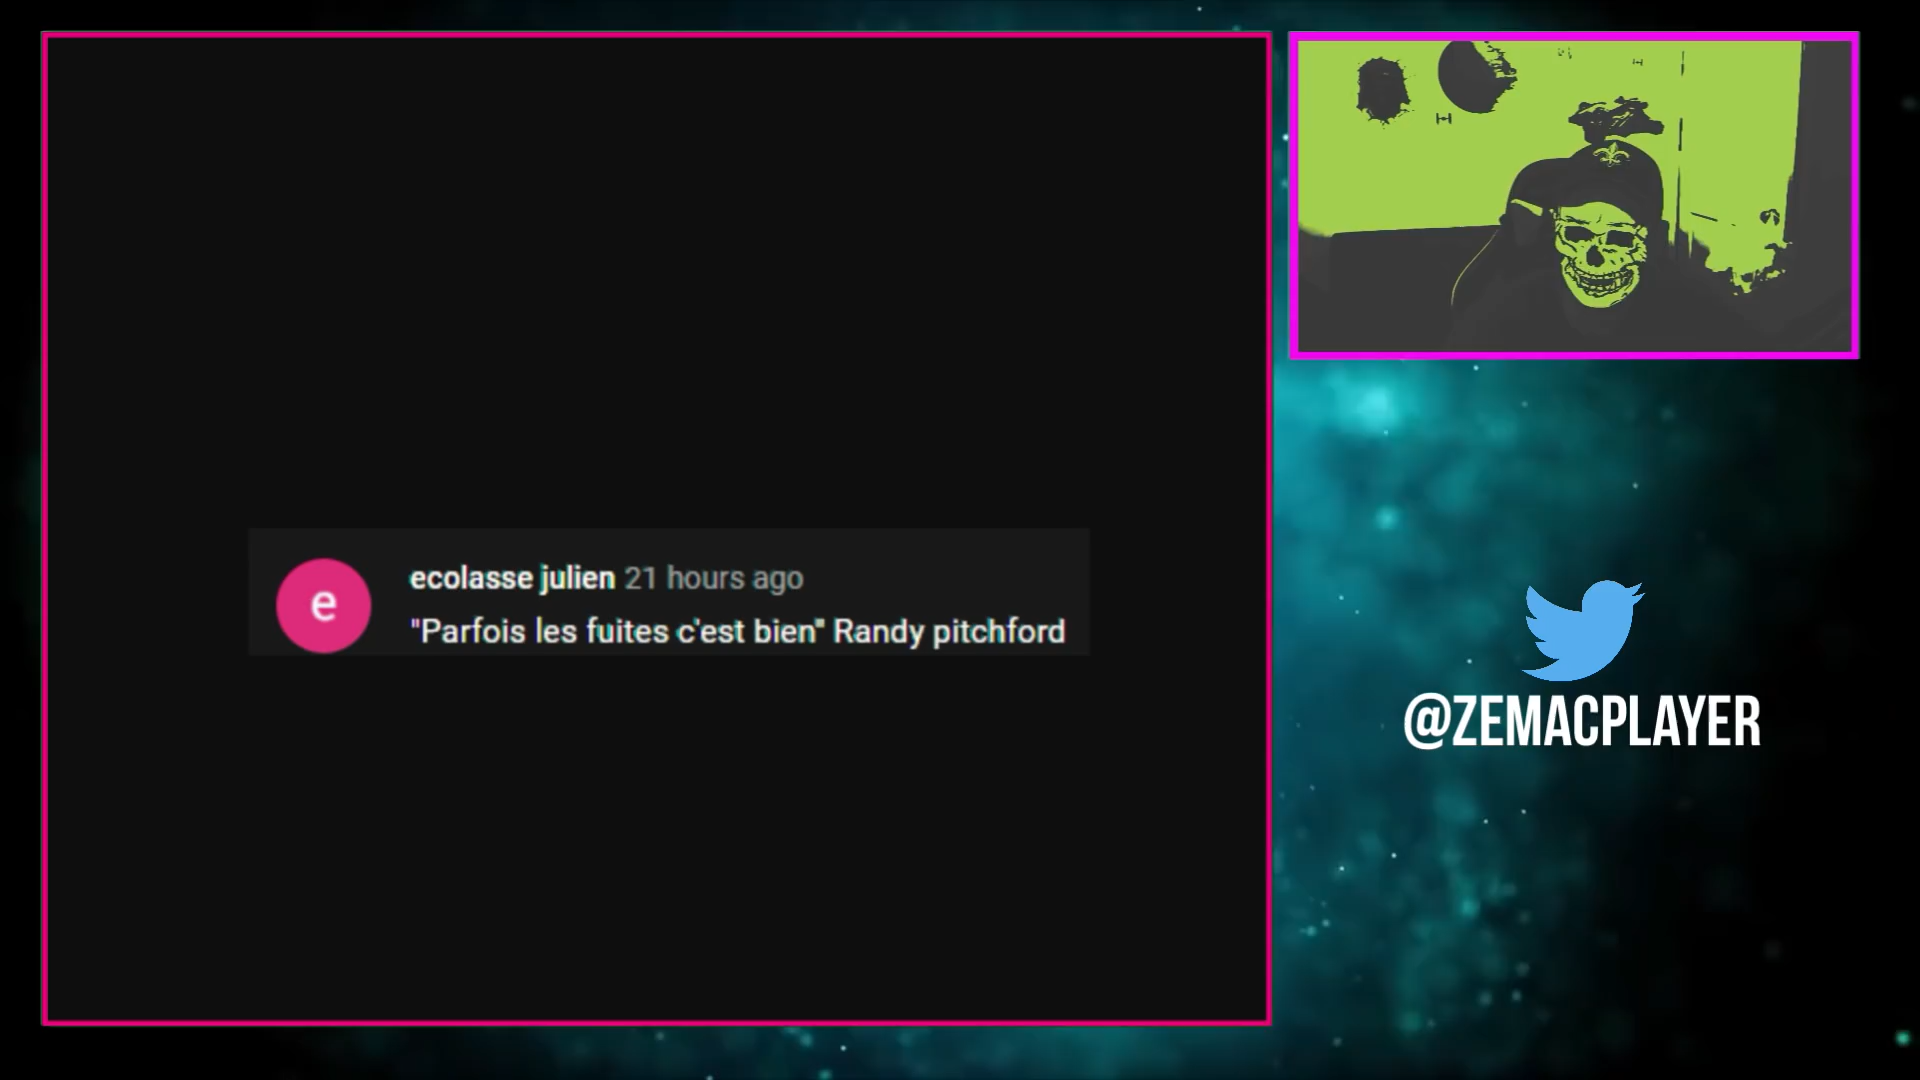 ecolasse julien 21 hours ago
"Parfois les fuites c'est bien" Randy pitchford
e
@ZEMACPLAYER